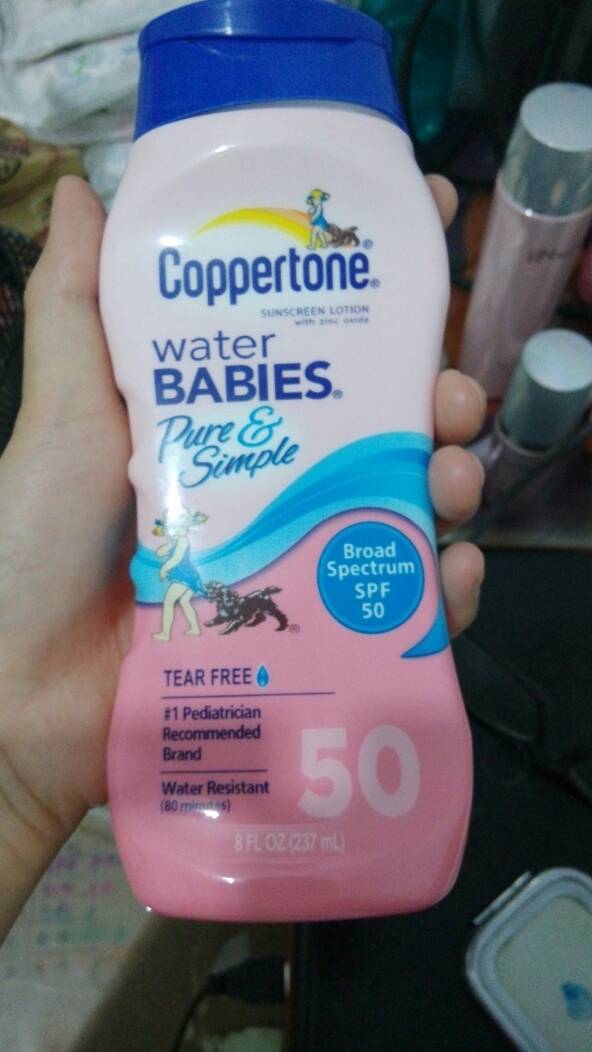 Coppertone®
SUNSCREEN LOTION
with zinc oxide
water
BABIES®
Pure &
Simple
Broad
Spectrum
SPF
50
TEAR FREE
#1 Pediatrician
Recommended
Brand
Water Resistant
(80 minutes)
50
8 FL OZ (237 mL)